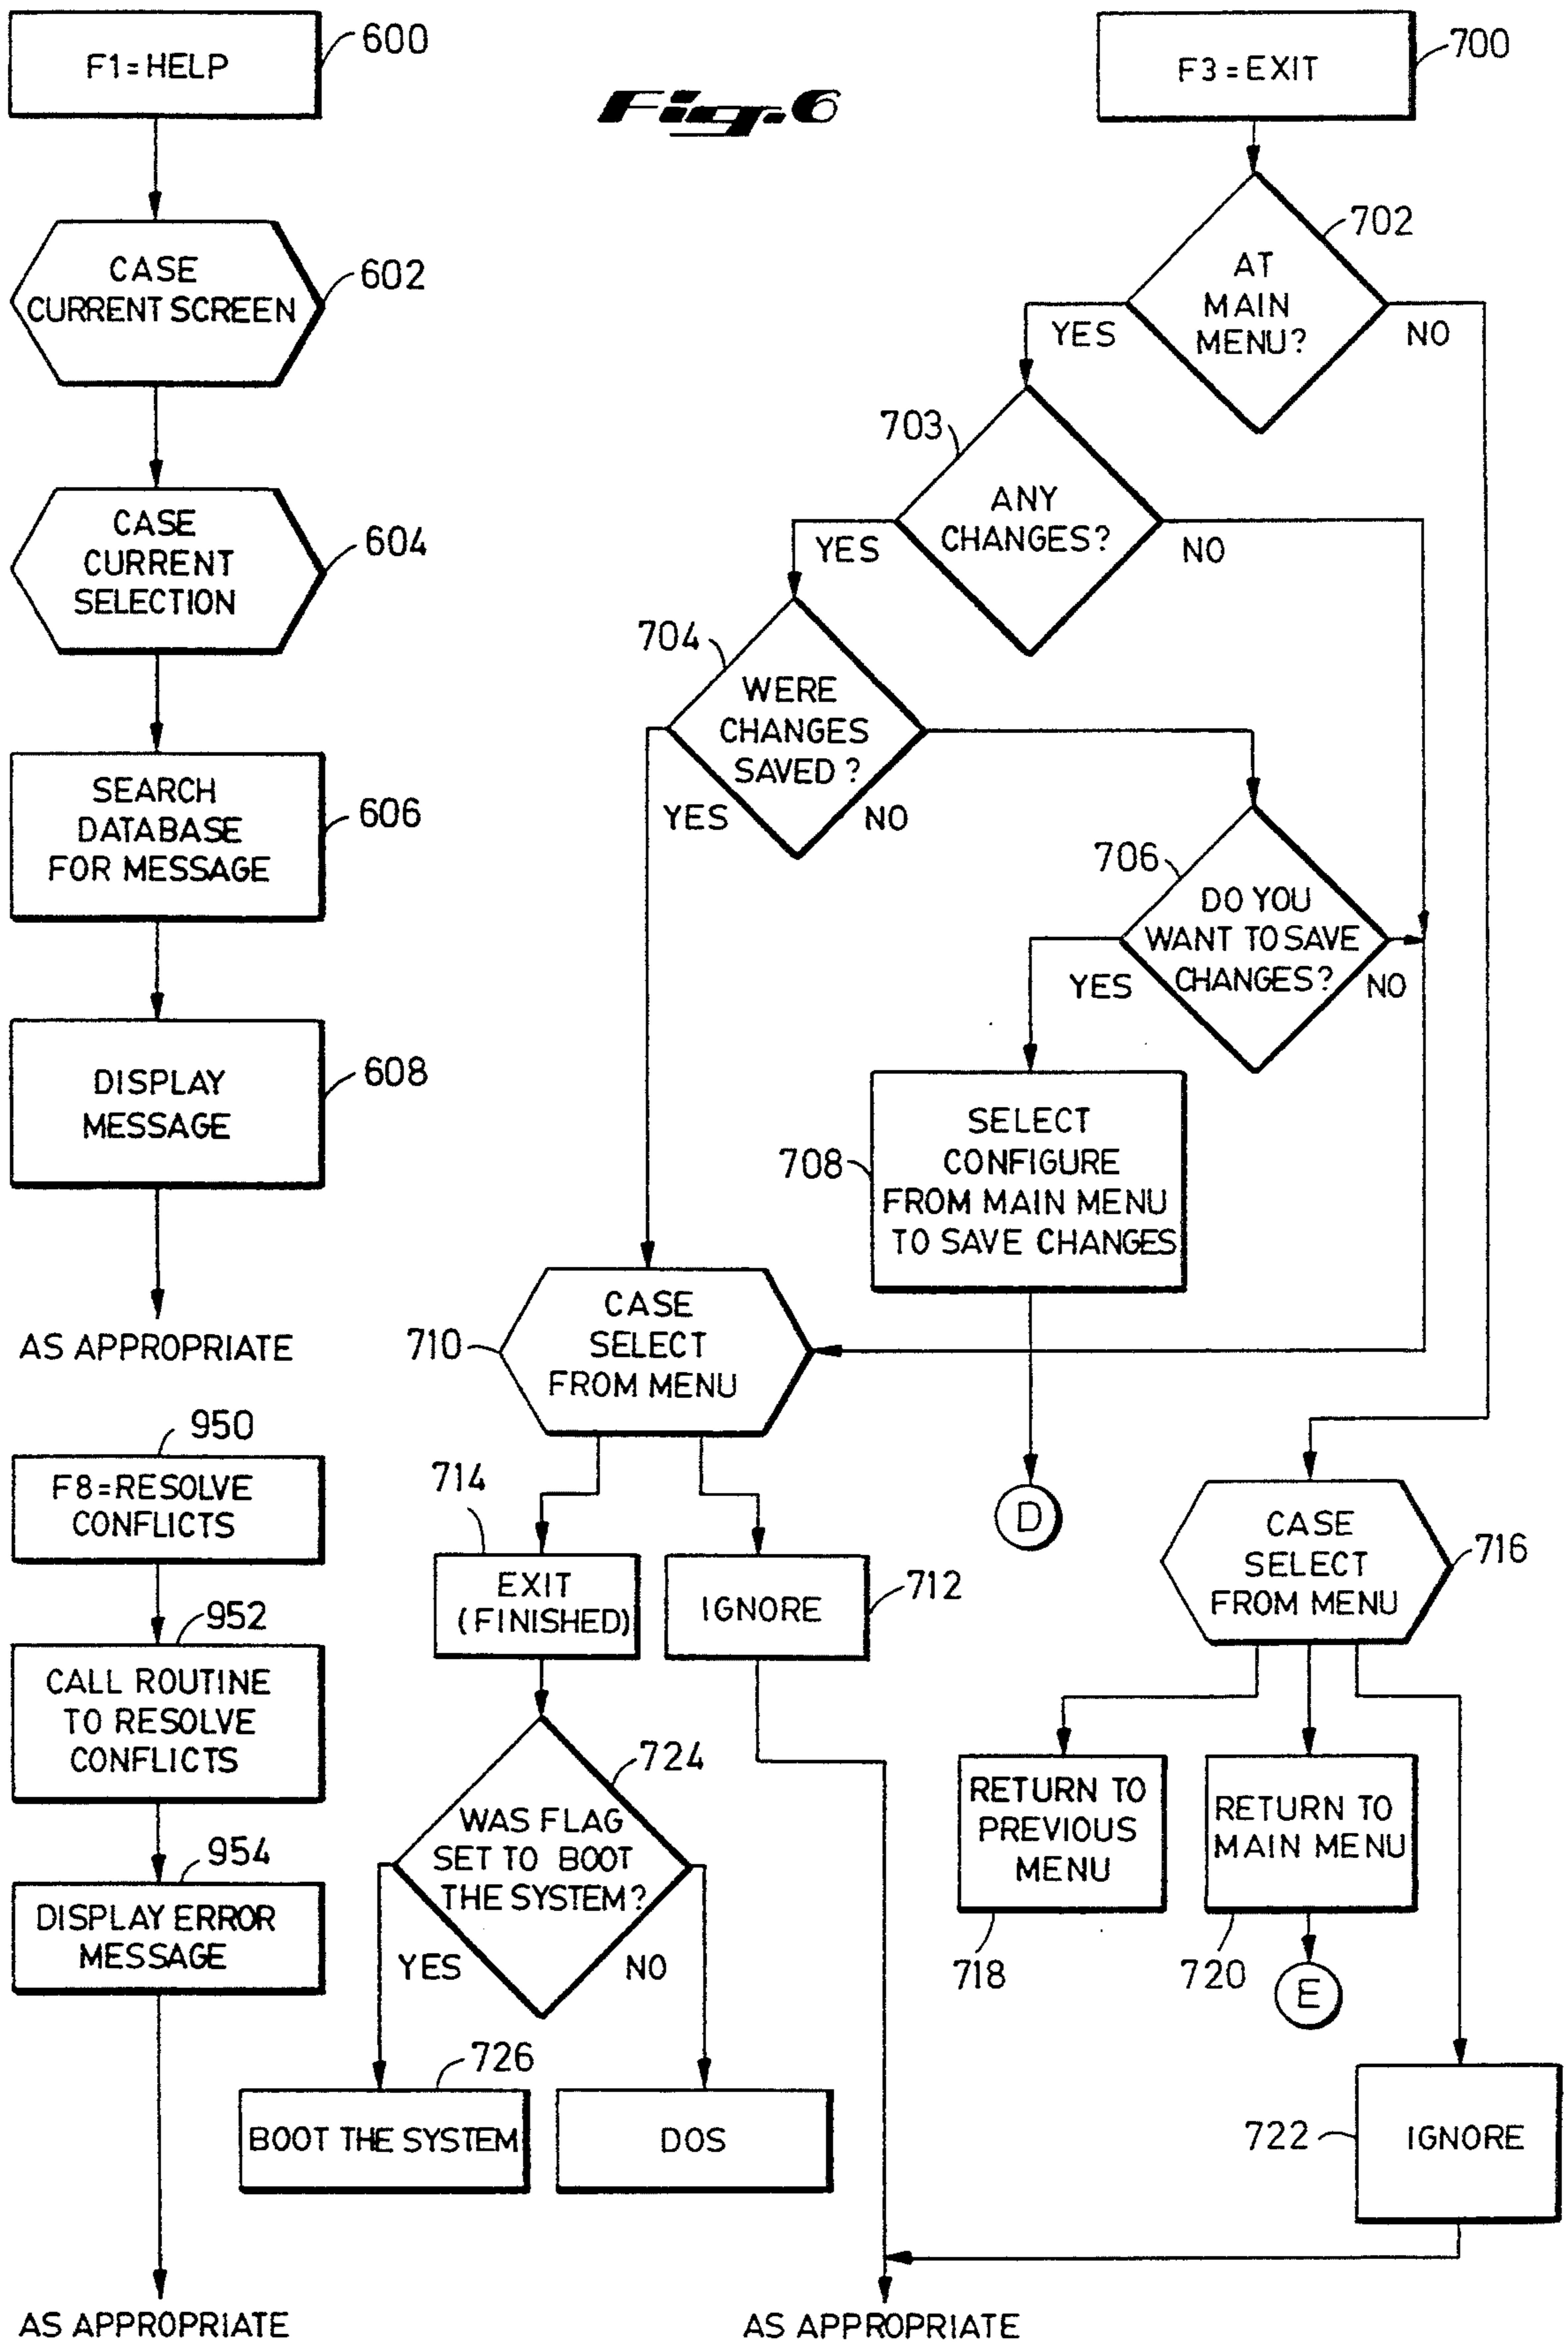 Fig.6
F1=HELP
600
CASE
CURRENT SCREEN
602
CASE
CURRENT
SELECTION
604
SEARCH
DATABASE
FOR MESSAGE
606
DISPLAY
MESSAGE
608
AS APPROPRIATE
950
F8=RESOLVE
CONFLICTS
952
CALL ROUTINE
TO RESOLVE
CONFLICTS
954
DISPLAY ERROR
MESSAGE
AS APPROPRIATE
F3=EXIT
700
702
AT
MAIN
MENU?
YES
NO
703
ANY
CHANGES?
YES
NO
704
WERE
CHANGES
SAVED?
YES
NO
706
DO YOU
WANT TO SAVE
CHANGES?
YES
NO
708
SELECT
CONFIGURE
FROM MAIN MENU
TO SAVE CHANGES
D
710
CASE
SELECT
FROM MENU
714
EXIT
(FINISHED)
IGNORE
712
724
WAS FLAG
SET TO BOOT
THE SYSTEM?
YES
NO
726
BOOT THE SYSTEM
DOS
CASE
SELECT
FROM MENU
716
RETURN TO
PREVIOUS
MENU
718
RETURN TO
MAIN MENU
720
E
722
IGNORE
AS APPROPRIATE